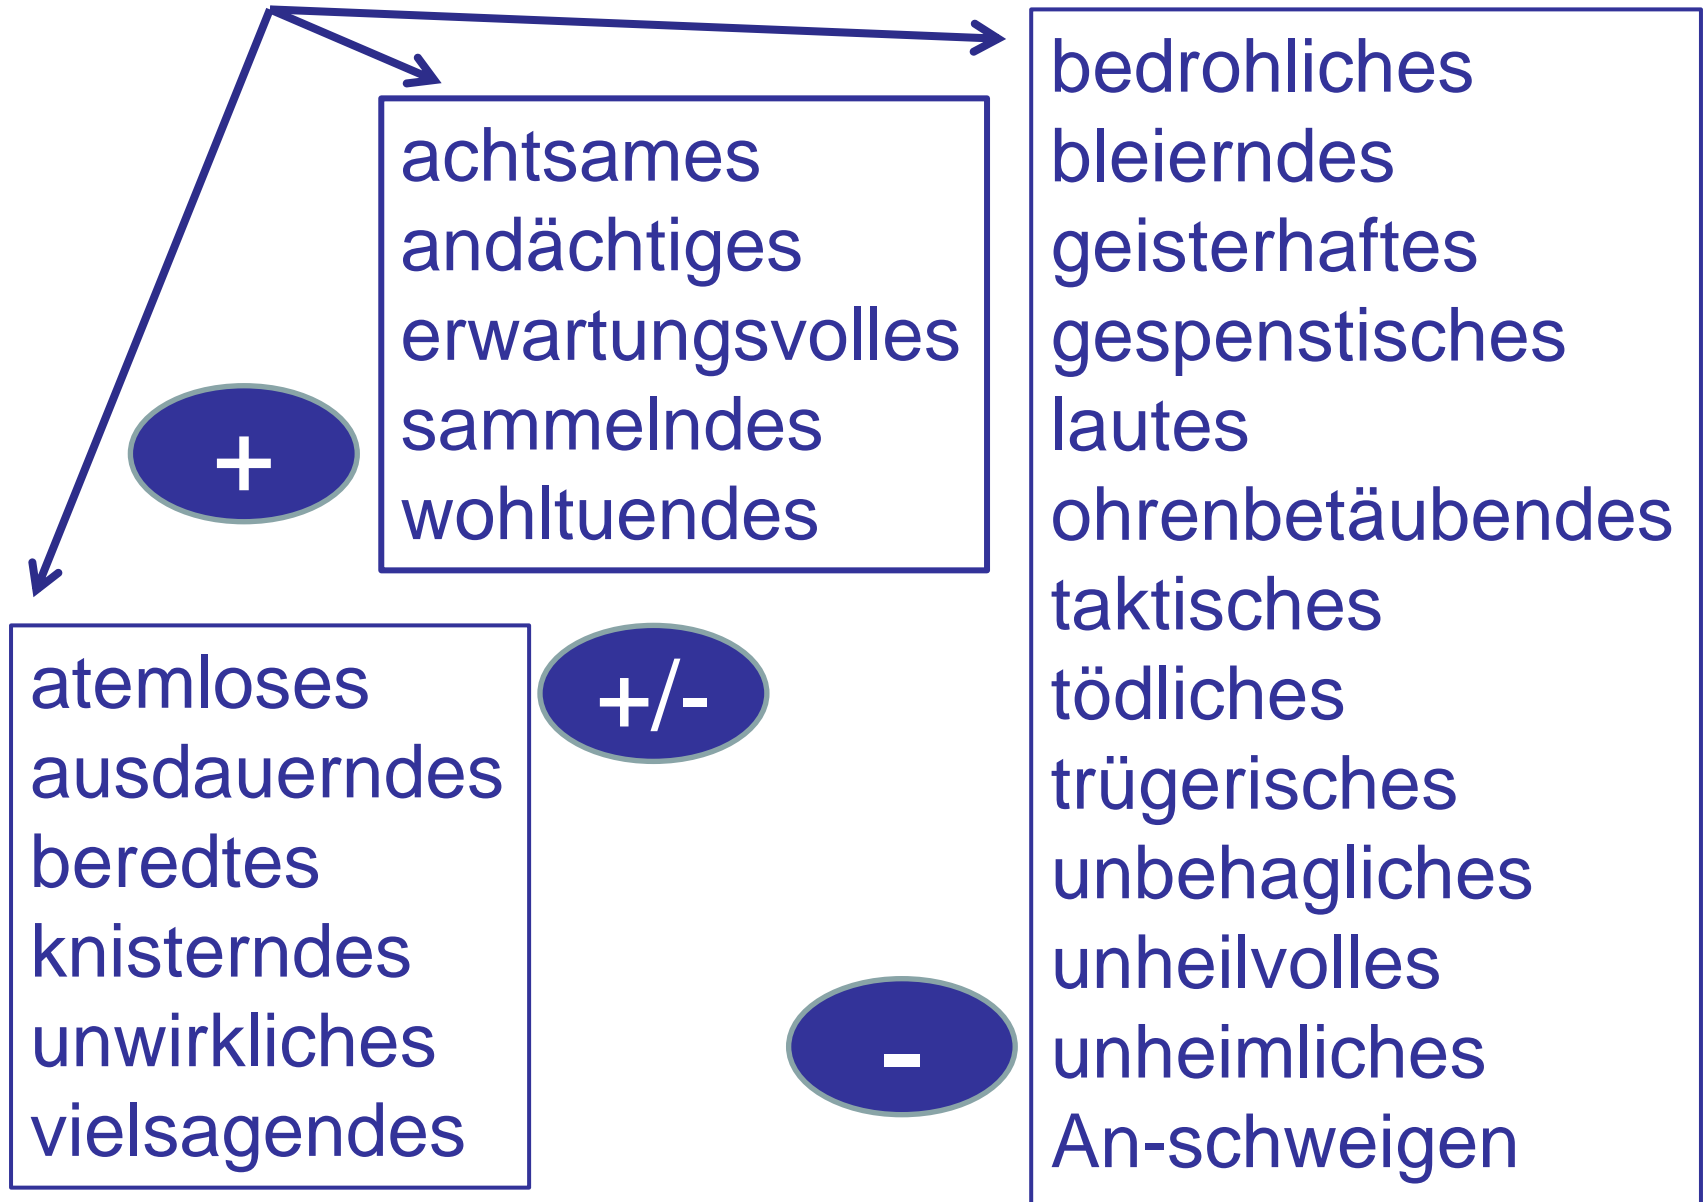 achtsames
andächtiges
erwartungsvolles
sammelndes
wohltuendes
+
atemloses
ausdauerndes
beredtes
knisterndes
unwirkliches
vielsagendes
+/-
bedrohliches
bleierndes
geisterhaftes
gespenstisches
lautes
ohrenbetäubendes
taktisches
tödliches
trügerisches
unbehagliches
unheilvolles
unheimliches
An-schweigen
-